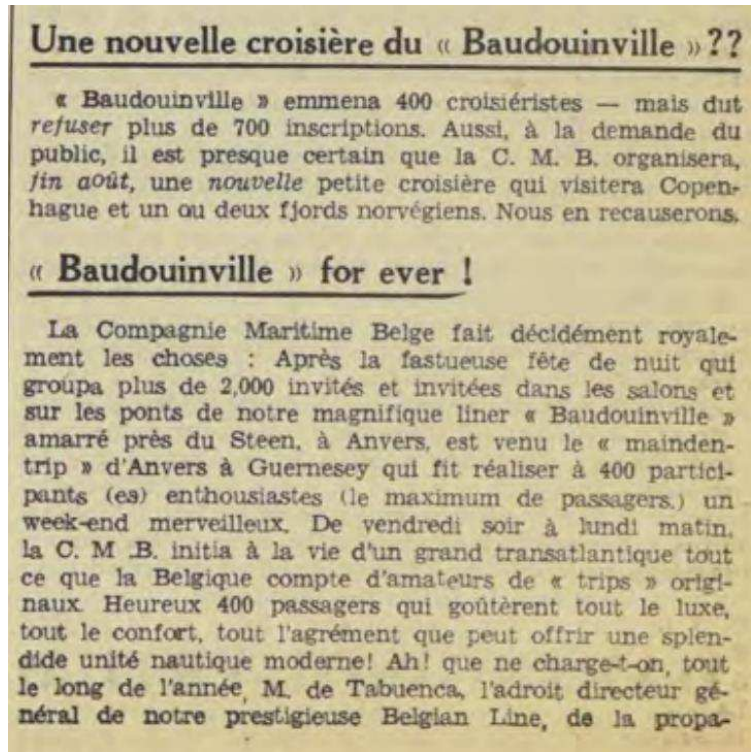 Une nouvelle croisière du « Baudouinville »??
« Baudouinville » emmena 400 croisiéristes — mais dut
refuser plus de 700 inscriptions. Aussi, à la demande du
public, il est presque certain que la C. M. B. organisera,
fin août, une nouvelle petite croisière qui visitera Copen-
hague et un ou deux fjords norvégiens. Nous en recauserons.
« Baudouinville » for ever !
La Compagnie Maritime Belge fait décidément royale-
ment les choses : Après la fastueuse fête de nuit qui
groupa plus de 2,000 invités et invitées dans les salons et
sur les ponts de notre magnifique liner « Baudouinville »
amarré près du Steen, à Anvers, est venu le « mainden-
trip » d'Anvers à Guernesey qui fit réaliser à 400 partici-
pants (es) enthousiastes (le maximum de passagers.) un
week-end merveilleux. De vendredi soir à lundi matin,
la C. M .B. initia à la vie d'un grand transatlantique tout
ce que la Belgique compte d'amateurs de « trips » origi-
naux. Heureux 400 passagers qui goûtèrent tout le luxe,
tout le confort, tout l'agrément que peut offrir une splen-
dide unité nautique moderne! Ah! que ne charge-t-on, tout
le long de l'année, M. de Tabuenca, l'adroit directeur gé-
néral de notre prestigieuse Belgian Line, de la propa-